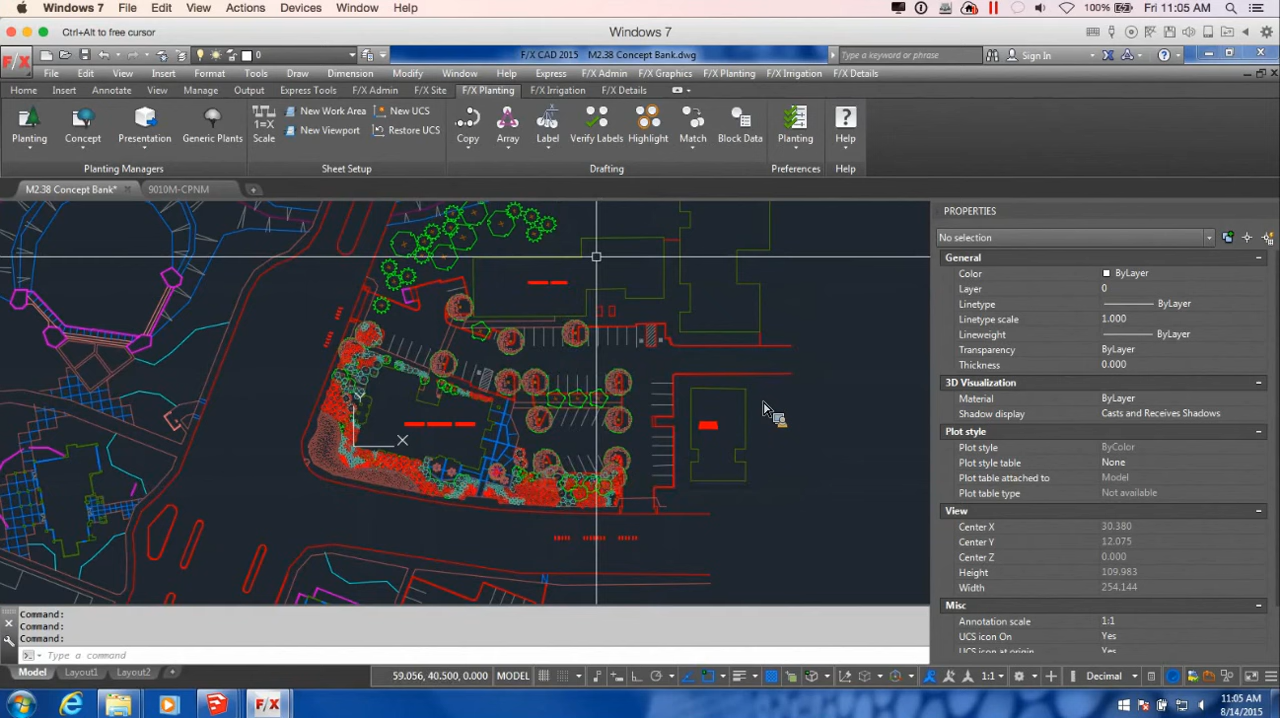 Windows 7 File Edit View Actions Devices Window Help 100% Fri 11:05 AM
Ctrl+Alt to free cursor Windows 7
F/X 0 F/X CAD 2015 M2.38 Concept Bank.dwg Type a keyword or phrase Sign In
File Edit View Insert Format Tools Draw Dimension Modify Window Help Express F/X Admin F/X Graphics F/X Planting F/X Irrigation F/X Details
Home Insert Annotate View Manage Output Express Tools F/X Admin F/X Site F/X Planting F/X Irrigation F/X Details
1=X New Work Area New UCS
New Viewport Restore UCS
Planting Concept Presentation Generic Plants Scale Copy Array Label Verify Labels Highlight Match Block Data Planting Help
Planting Managers Sheet Setup Drafting Preferences Help
M2.38 Concept Bank* 9010M-CPNM
PROPERTIES
No selection
General
Color ByLayer
Layer 0
Linetype ByLayer
Linetype scale 1.000
Lineweight ByLayer
Transparency ByLayer
Thickness 0.000
3D Visualization
Material ByLayer
Shadow display Casts and Receives Shadows
Plot style
Plot style ByColor
Plot style table None
Plot table attached to Model
Plot table type Not available
View
Center X 30.380
Center Y 12.075
Center Z 0.000
Height 109.983
Width 254.144
Misc
Annotation scale 1:1
UCS icon On Yes
UCS icon at origin Yes
Y
X
Command:
Command:
Command:
Type a command
Model Layout1 Layout2 + 59.056, 40.500, 0.000 MODEL 1:1 Decimal
F/X 11:05 AM
8/14/2015